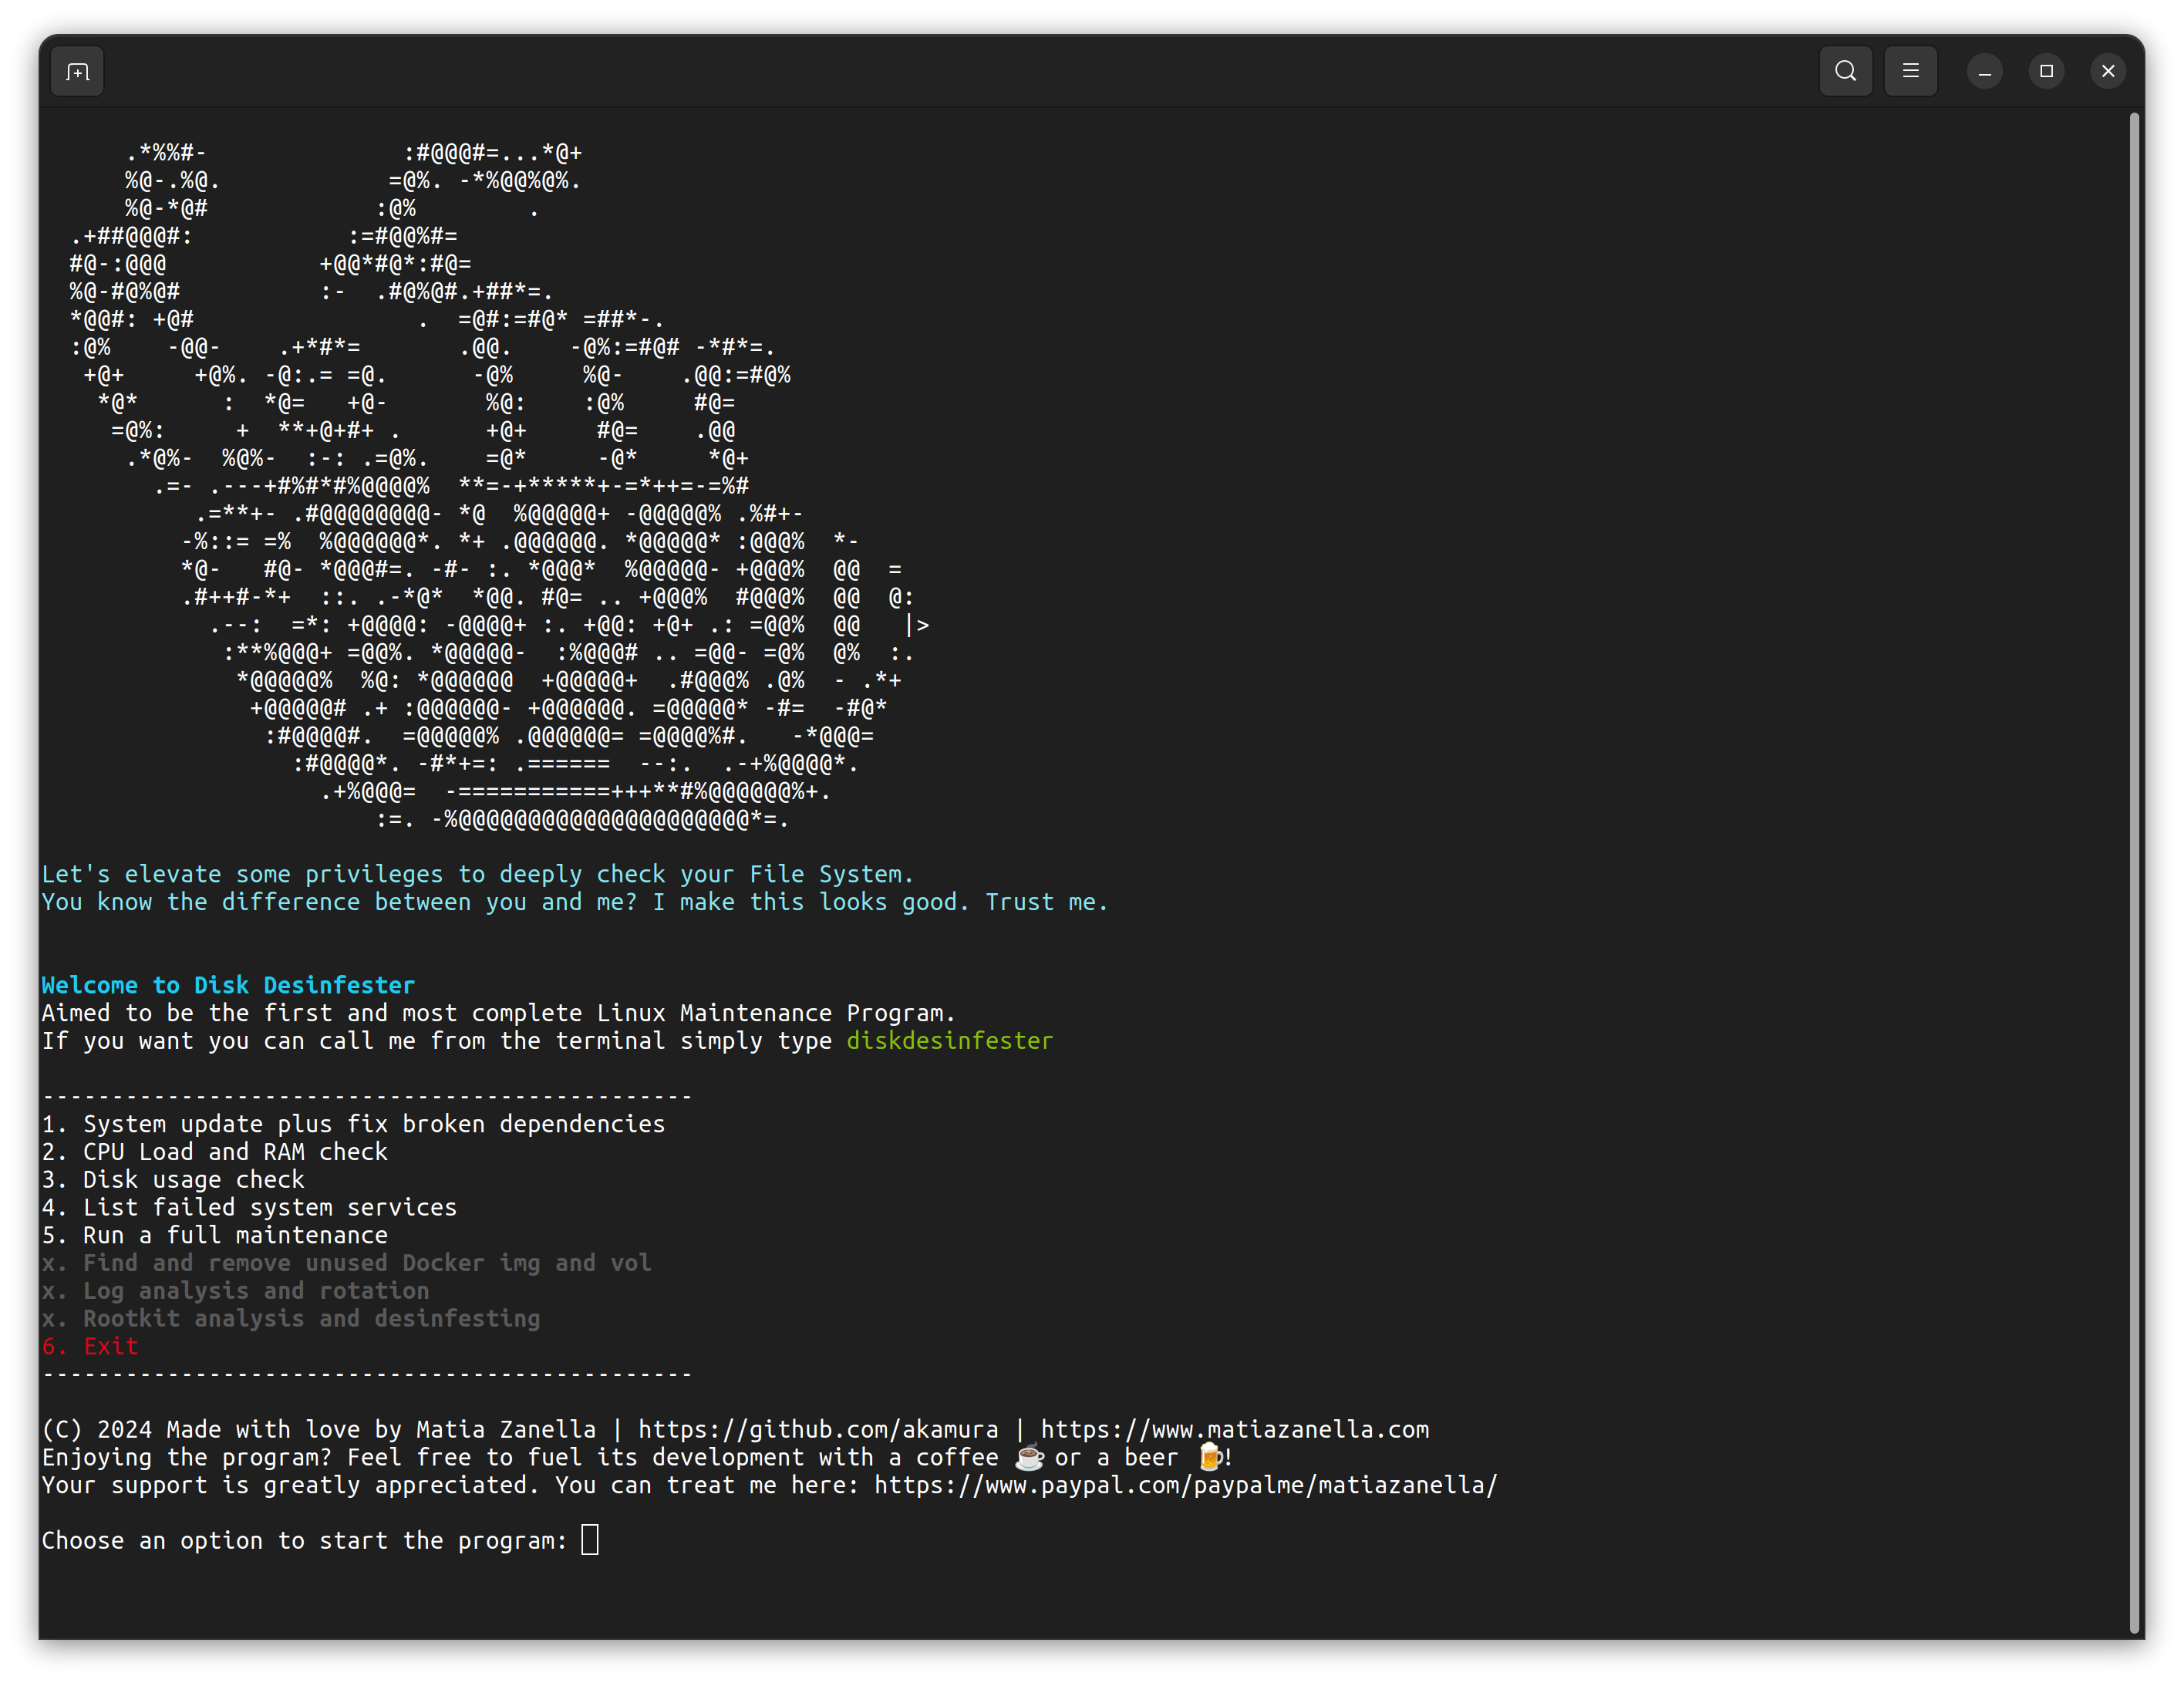 .*%%#-              :#@@@#=...*@+
      %@-.%@.            =@%. -*%@@%@%.
      %@-*@#            :@%        .
  .+##@@@#:           :=#@@%#=
  #@-:@@@           +@@*#@*:#@=
  %@-#@%@#          :-  .#@%@#.+##*=.
  *@@#: +@#                .  =@#:=#@* =##*-.
  :@%    -@@-    .+*#*=       .@@.    -@%:=#@# -*#*=.
   +@+     +@%. -@:.= =@.      -@%     %@-    .@@:=#@%
    *@*      :  *@=   +@-       %@:    :@%     #@=
     =@%:     +  **+@+#+ .      +@+     #@=    .@@
      .*@%-  %@%-  :-: .=@%.    =@*     -@*     *@+
        .=- .---+#%#*#%@@@@%  **=-+*****+-=*++=-=%#
           .=**+- .#@@@@@@@@- *@  %@@@@@+ -@@@@@% .%#+-
          -%::= =%  %@@@@@@*. *+ .@@@@@@. *@@@@@* :@@@%  *-
          *@-   #@- *@@@#=. -#- :. *@@@*  %@@@@@- +@@@%  @@  =
          .#++#-*+  ::. .-*@*  *@@. #@= .. +@@@%  #@@@%  @@  @:
            .--:  =*: +@@@@: -@@@@+ :. +@@: +@+ .: =@@%  @@   |>
             :**%@@@+ =@@%. *@@@@@-  :%@@@# .. =@@- =@%  @%  :.
              *@@@@@%  %@: *@@@@@@  +@@@@@+  .#@@@% .@%  - .*+
               +@@@@@# .+ :@@@@@@- +@@@@@@. =@@@@@* -#=  -#@*
                :#@@@@#.  =@@@@@% .@@@@@@= =@@@@%#.   -*@@@=
                  :#@@@@*. -#*+=: .======  --:.  .-+%@@@@*.
                    .+%@@@=  -===========+++**#%@@@@@@%+.
                        :=. -%@@@@@@@@@@@@@@@@@@@@@*=.
Let's elevate some privileges to deeply check your File System.
You know the difference between you and me? I make this looks good. Trust me.
Welcome to Disk Desinfester
Aimed to be the first and most complete Linux Maintenance Program.
If you want you can call me from the terminal simply type diskdesinfester
-----------------------------------------------
1. System update plus fix broken dependencies
2. CPU Load and RAM check
3. Disk usage check
4. List failed system services
5. Run a full maintenance
x. Find and remove unused Docker img and vol
x. Log analysis and rotation
x. Rootkit analysis and desinfesting
6. Exit
-----------------------------------------------
(C) 2024 Made with love by Matia Zanella | https://github.com/akamura | https://www.matiazanella.com
Enjoying the program? Feel free to fuel its development with a coffee ☕ or a beer 🍺!
Your support is greatly appreciated. You can treat me here: https://www.paypal.com/paypalme/matiazanella/
Choose an option to start the program: